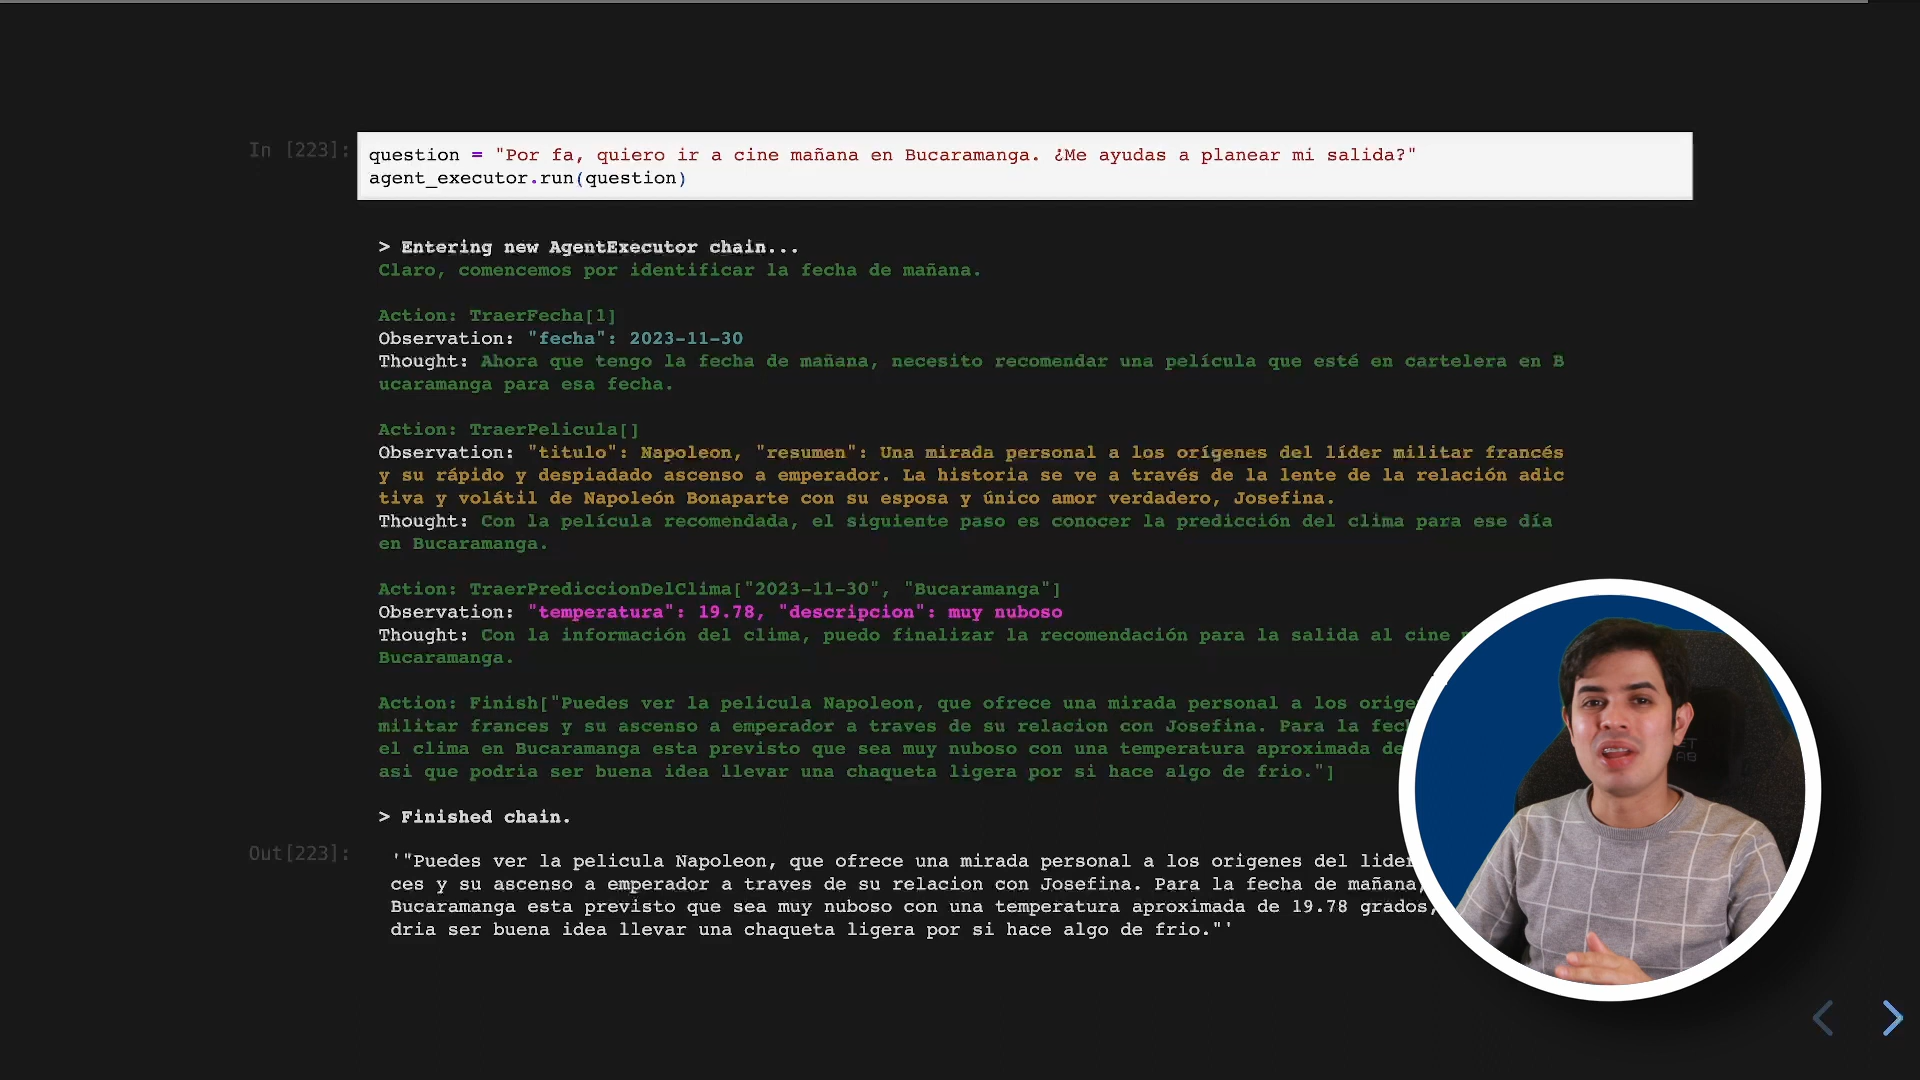 In [223]:
question = "Por fa, quiero ir a cine mañana en Bucaramanga. ¿Me ayudas a planear mi salida?"
agent_executor.run(question)
> Entering new AgentExecutor chain...
Claro, comencemos por identificar la fecha de mañana.
Action: TraerFecha[1]
Observation: "fecha": 2023-11-30
Thought: Ahora que tengo la fecha de mañana, necesito recomendar una película que esté en cartelera en B
ucaramanga para esa fecha.
Action: TraerPelicula[]
Observation: "titulo": Napoleon, "resumen": Una mirada personal a los orígenes del líder militar francés
y su rápido y despiadado ascenso a emperador. La historia se ve a través de la lente de la relación adic
tiva y volátil de Napoleón Bonaparte con su esposa y único amor verdadero, Josefina.
Thought: Con la película recomendada, el siguiente paso es conocer la predicción del clima para ese día
en Bucaramanga.
Action: TraerPrediccionDelClima["2023-11-30", "Bucaramanga"]
Observation: "temperatura": 19.78, "descripcion": muy nuboso
Thought: Con la información del clima, puedo finalizar la recomendación para la salida al cine
Bucaramanga.
Action: Finish["Puedes ver la pelicula Napoleon, que ofrece una mirada personal a los orige
militar frances y su ascenso a emperador a traves de su relacion con Josefina. Para la fec
el clima en Bucaramanga esta previsto que sea muy nuboso con una temperatura aproximada de
asi que podria ser buena idea llevar una chaqueta ligera por si hace algo de frio."]
> Finished chain.
Out[223]:
'"Puedes ver la pelicula Napoleon, que ofrece una mirada personal a los origenes del lider
ces y su ascenso a emperador a traves de su relacion con Josefina. Para la fecha de mañana,
Bucaramanga esta previsto que sea muy nuboso con una temperatura aproximada de 19.78 grados,
dria ser buena idea llevar una chaqueta ligera por si hace algo de frio."'